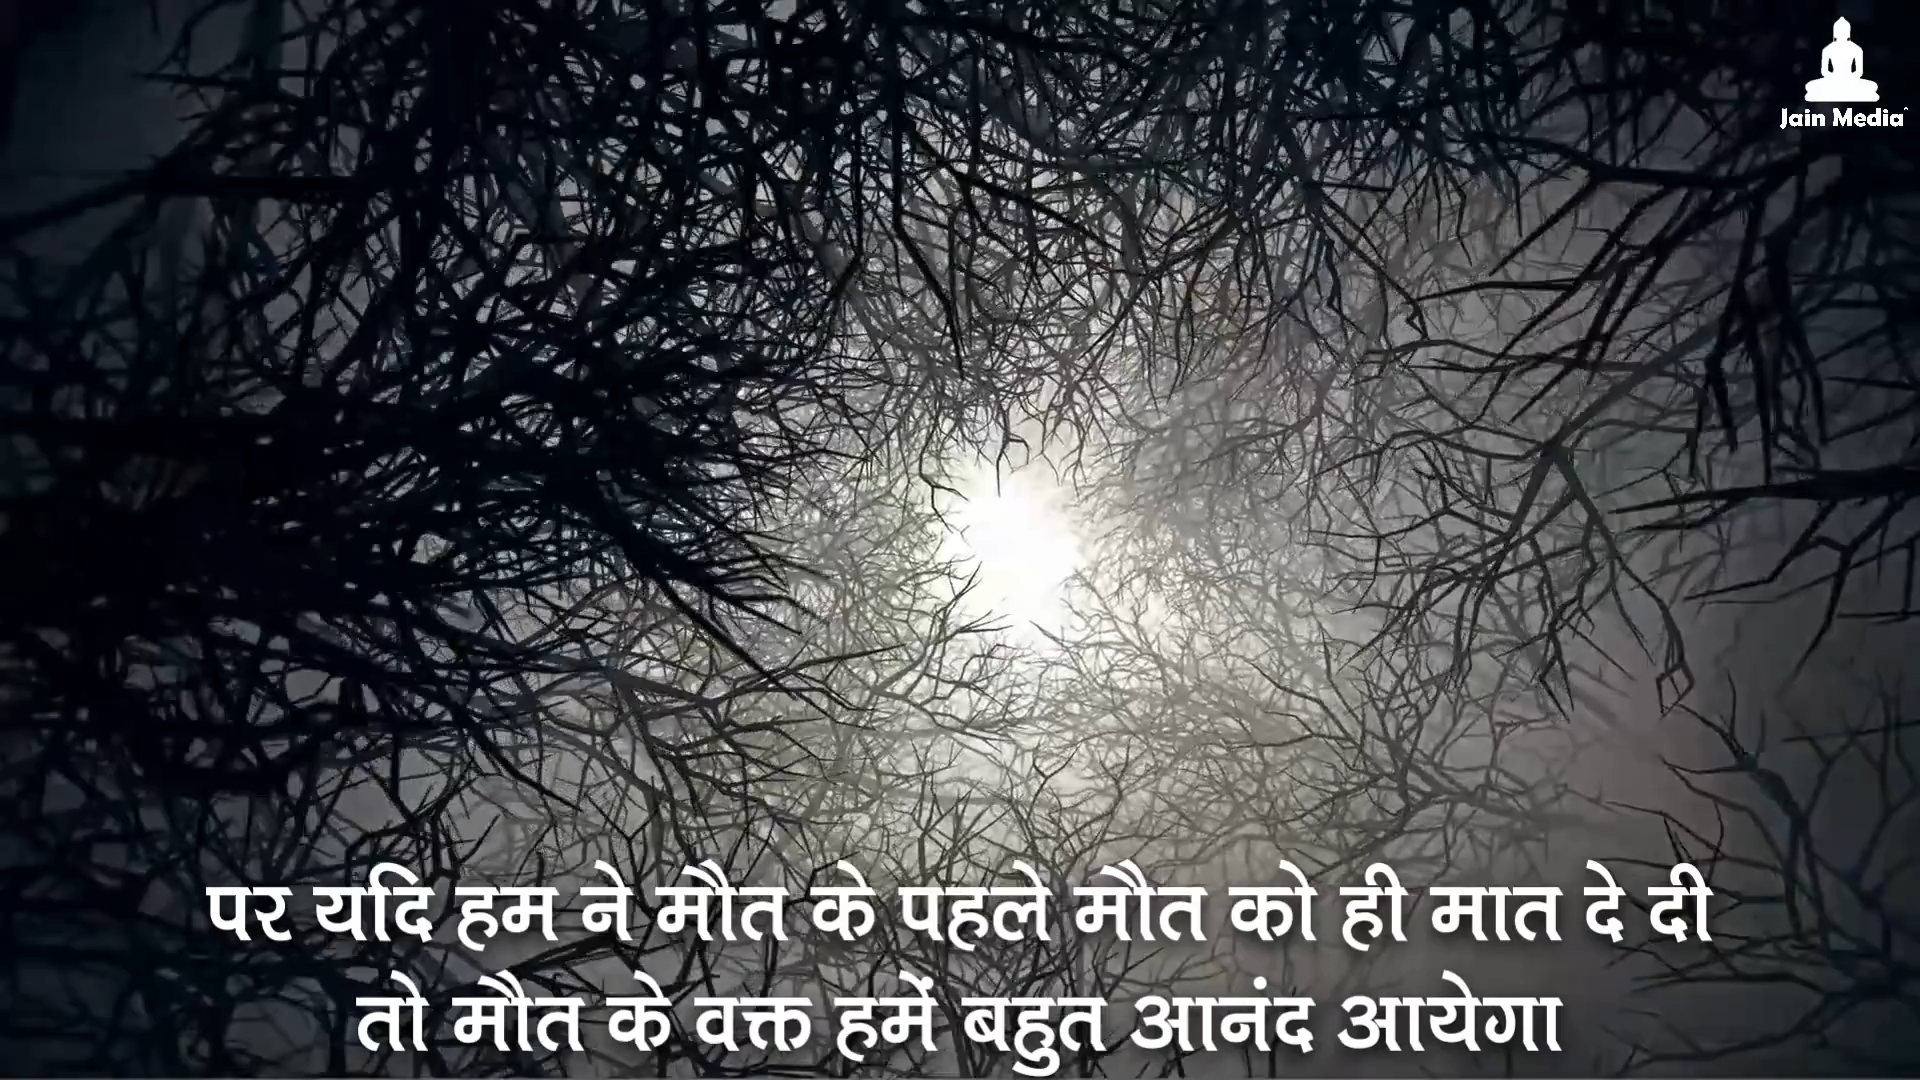 Jain Media
पर यदि हम ने मौत के पहले मौत को ही मात दे दी
तो मौत के वक्त हमें बहुत आनंद आयेगा